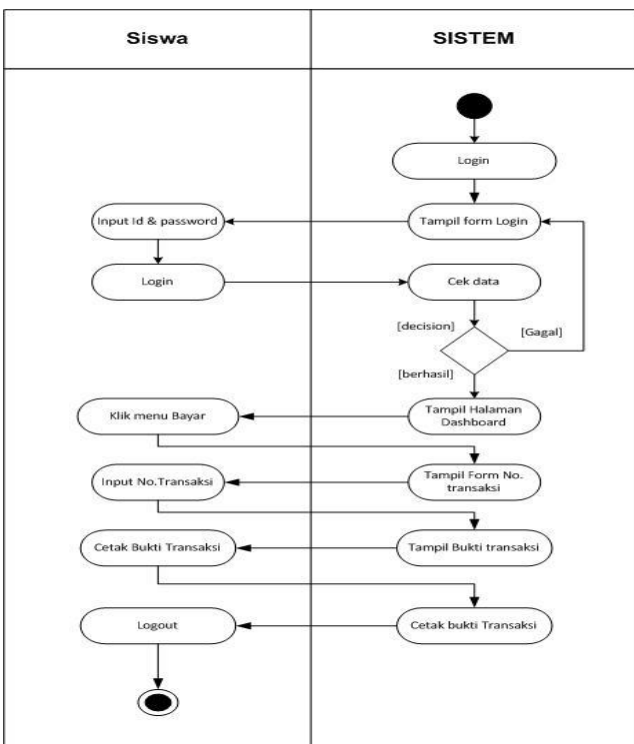 Siswa
SISTEM
Login
Input Id & password
Tampil form Login
Login
Cek data
[decision]
[Gagal]
[berhasil]
Klik menu Bayar
Tampil Halaman
Dashboard
Input No.Transaksi
Tampil Form No.
transaksi
Cetak Bukti Transaksi
Tampil Bukti transaksi
Logout
Cetak bukti Transaksi